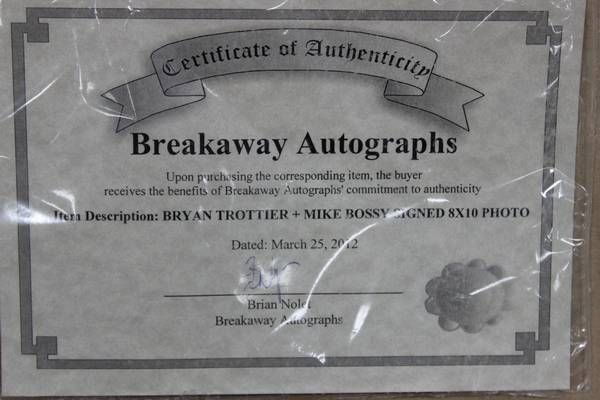 Certificate of Authenticity
Breakaway Autographs
Upon purchasing the corresponding item, the buyer
receives the benefits of Breakaway Autographs' commitment to authenticity
Item Description: BRYAN TROTTIER + MIKE BOSSY SIGNED 8X10 PHOTO
Dated: March 25, 2012
Brian Nolet
Breakaway Autographs